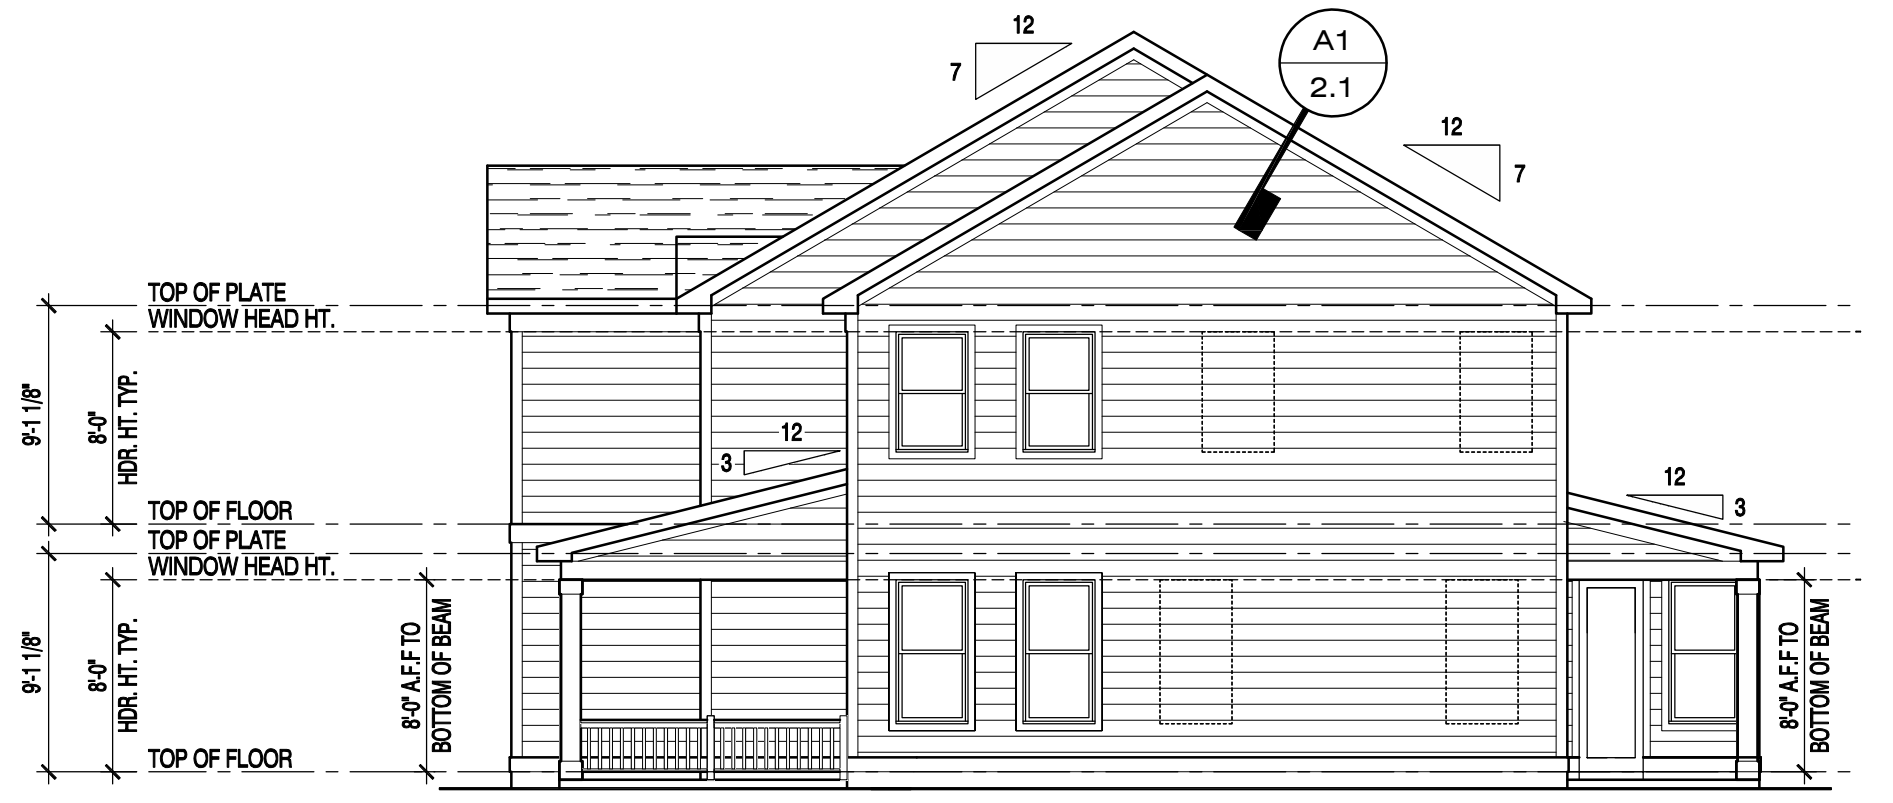 12
7
A1
2.1
12
7
TOP OF PLATE
WINDOW HEAD HT.
9'-1 1/8"
8'-0"
HDR. HT. TYP.
12
3
12
3
TOP OF FLOOR
TOP OF PLATE
WINDOW HEAD HT.
9'-1 1/8"
8'-0"
HDR. HT. TYP.
8'-0" A.F.F TO
BOTTOM OF BEAM
8'-0" A.F.F TO
BOTTOM OF BEAM
TOP OF FLOOR